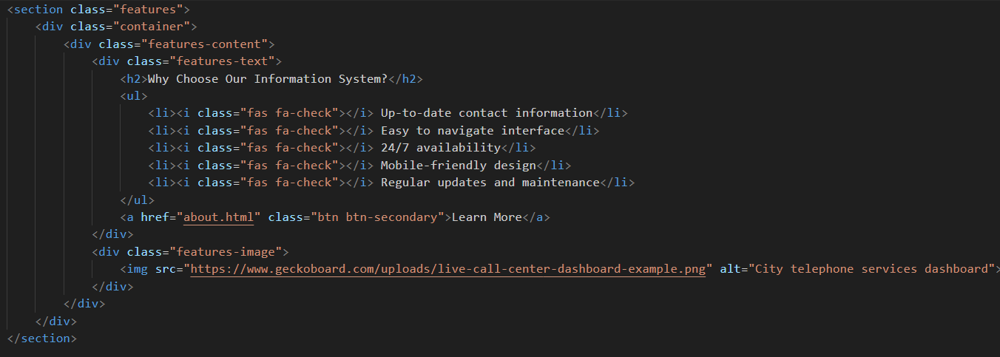 <section class="features">
    <div class="container">
        <div class="features-content">
            <div class="features-text">
                <h2>Why Choose Our Information System?</h2>
                <ul>
                    <li><i class="fas fa-check"></i> Up-to-date contact information</li>
                    <li><i class="fas fa-check"></i> Easy to navigate interface</li>
                    <li><i class="fas fa-check"></i> 24/7 availability</li>
                    <li><i class="fas fa-check"></i> Mobile-friendly design</li>
                    <li><i class="fas fa-check"></i> Regular updates and maintenance</li>
                </ul>
                <a href="about.html" class="btn btn-secondary">Learn More</a>
            </div>
            <div class="features-image">
                <img src="https://www.geckoboard.com/uploads/live-call-center-dashboard-example.png" alt="City telephone services dashboard">
            </div>
        </div>
    </div>
</section>